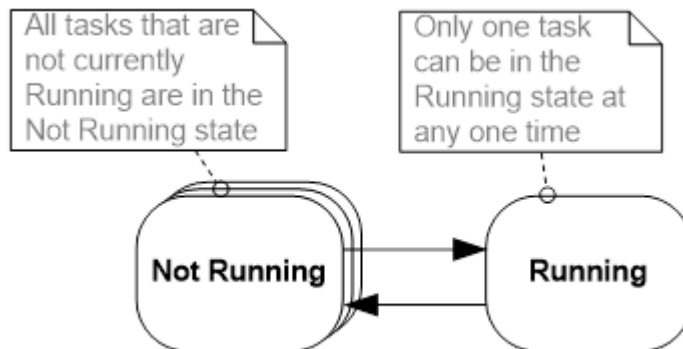 All tasks that are
not currently
Running are in the
Not Running state
Only one task
can be in the
Running state at
any one time
Not Running
Running